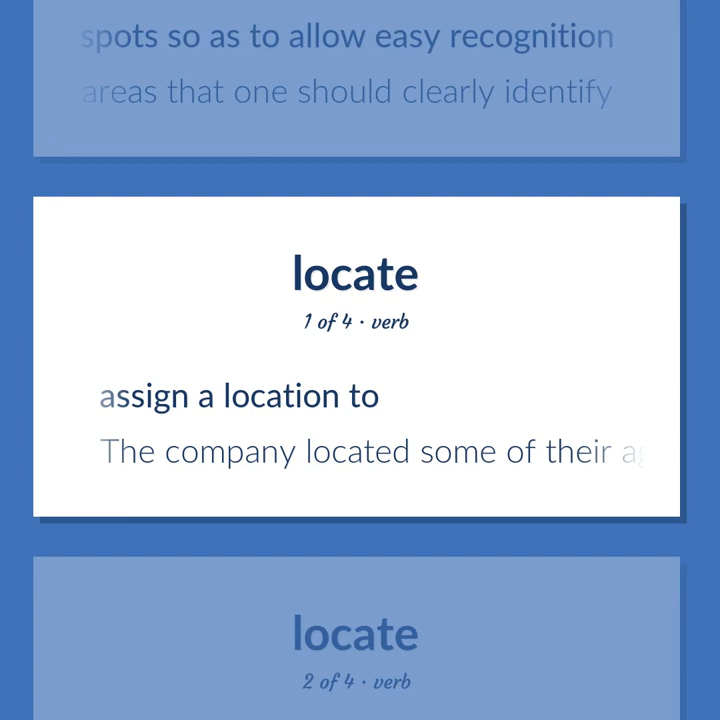 spots so as to allow easy recognition
areas that one should clearly identify
locate
1 of 4 · verb
assign a location to
The company located some of their
locate
2 of 4 · verb